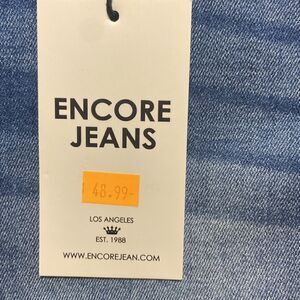 ENCORE
JEANS
48.99-
LOS ANGELES
EST. 1988
WWW.ENCOREJEAN.COM